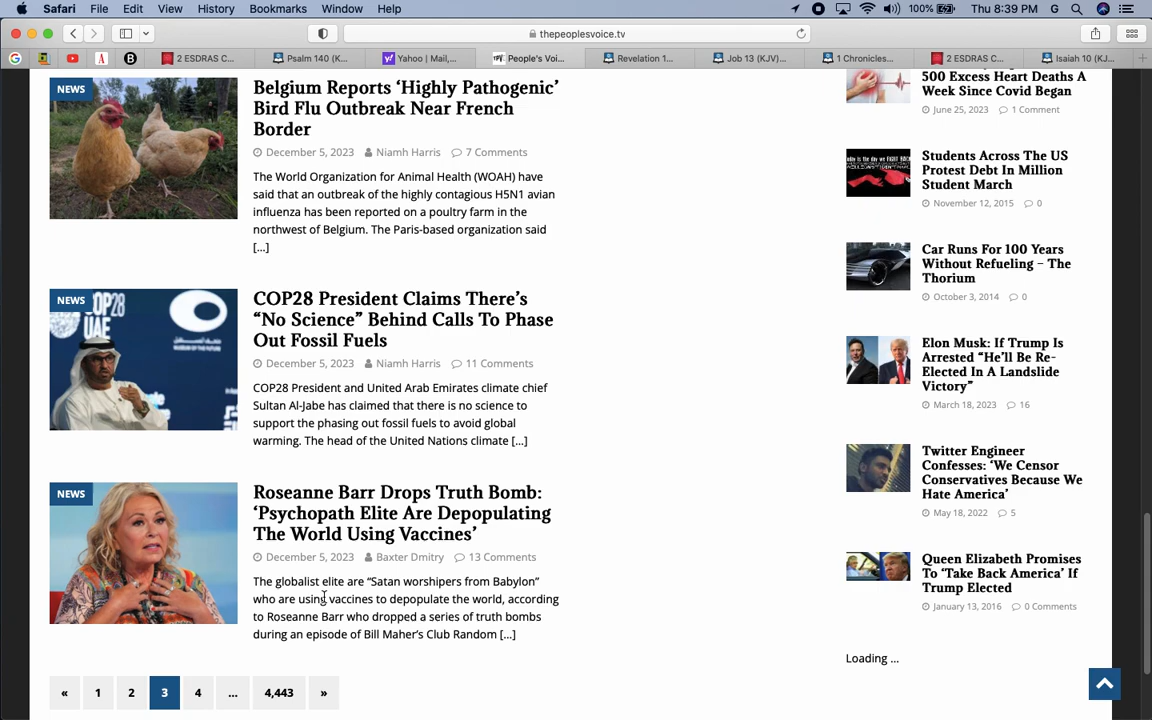 Safari File Edit View History Bookmarks Window Help 100% Thu 8:39 PM G
thepeoplesvoice.tv
2 ESDRAS C... Psalm 140 (K... Yahoo | Mail,... People's Voi... Revelation 1... Job 13 (KJV)... 1 Chronicles... 2 ESDRAS C... Isaiah 10 (KJ...
NEWS
Belgium Reports ‘Highly Pathogenic’
Bird Flu Outbreak Near French
Border
December 5, 2023 Niamh Harris 7 Comments
The World Organization for Animal Health (WOAH) have
said that an outbreak of the highly contagious H5N1 avian
influenza has been reported on a poultry farm in the
northwest of Belgium. The Paris-based organization said
[...]
NEWS
COP28
UAE
COP28 President Claims There’s
“No Science” Behind Calls To Phase
Out Fossil Fuels
December 5, 2023 Niamh Harris 11 Comments
COP28 President and United Arab Emirates climate chief
Sultan Al-Jabe has claimed that there is no science to
support the phasing out fossil fuels to avoid global
warming. The head of the United Nations climate [...]
NEWS
Roseanne Barr Drops Truth Bomb:
‘Psychopath Elite Are Depopulating
The World Using Vaccines’
December 5, 2023 Baxter Dmitry 13 Comments
The globalist elite are “Satan worshipers from Babylon”
who are using vaccines to depopulate the world, according
to Roseanne Barr who dropped a series of truth bombs
during an episode of Bill Maher’s Club Random [...]
« 1 2 3 4 ... 4,443 »
500 Excess Heart Deaths A
Week Since Covid Began
June 25, 2023 1 Comment
Students Across The US
Protest Debt In Million
Student March
November 12, 2015 0
Car Runs For 100 Years
Without Refueling – The
Thorium
October 3, 2014 0
Elon Musk: If Trump Is
Arrested “He’ll Be Re-
Elected In A Landslide
Victory”
March 18, 2023 16
Twitter Engineer
Confesses: ‘We Censor
Conservatives Because We
Hate America’
May 18, 2022 5
Queen Elizabeth Promises
To ‘Take Back America’ If
Trump Elected
January 13, 2016 0 Comments
Loading ...